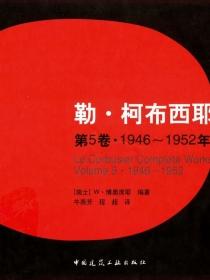 勒·柯布西耶
第5卷·1946～1952年
Le Corbusier Complete Works
Volume 5·1946～1952
[瑞士] W·博奥席耶 编著
牛燕芳 程超 译
中国建筑工业出版社